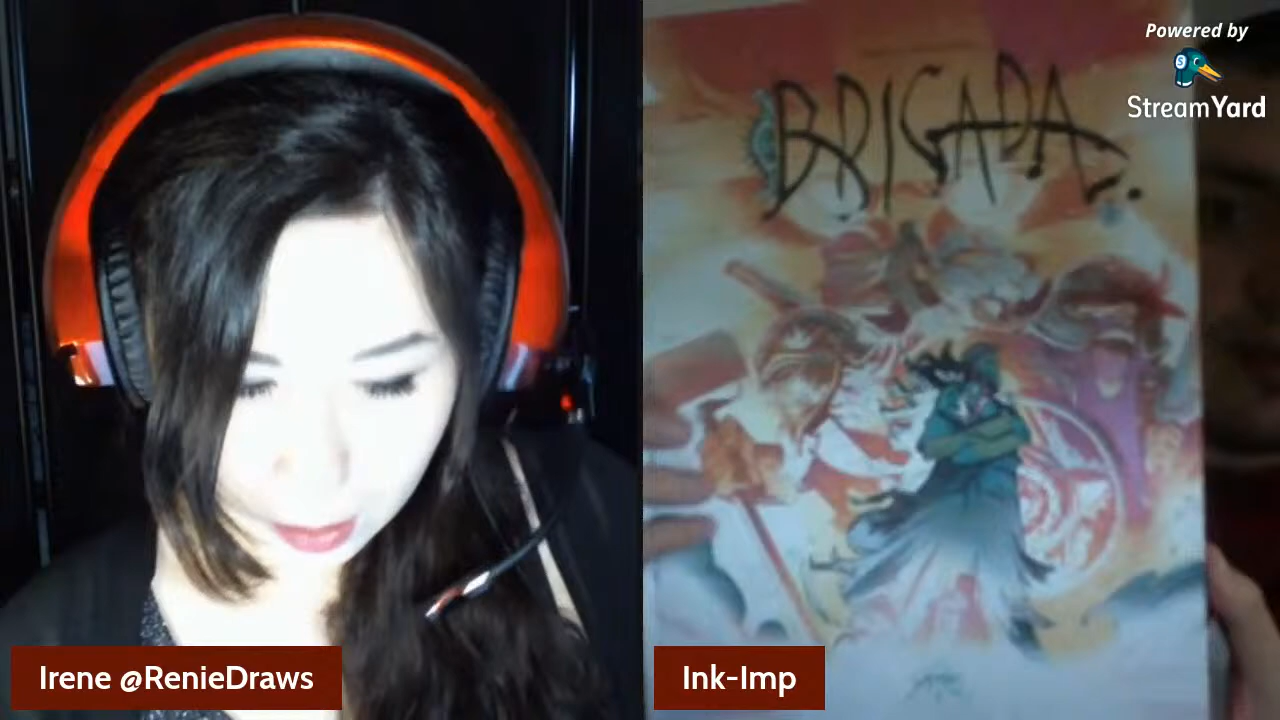 Powered by
StreamYard
BRIGADA.
Irene @RenieDraws
Ink-Imp